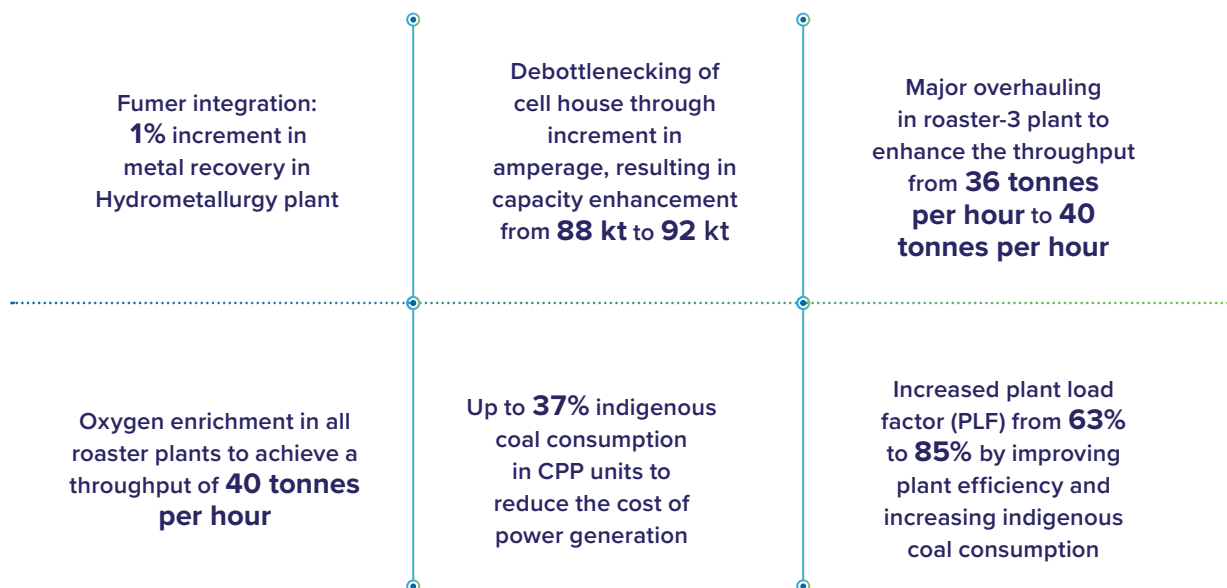 Fumer integration:
1% increment in
metal recovery in
Hydrometallurgy plant
Debottlenecking of
cell house through
increment in
amperage, resulting in
capacity enhancement
from 88 kt to 92 kt
Major overhauling
in roaster-3 plant to
enhance the throughput
from 36 tonnes
per hour to 40
tonnes per hour
Oxygen enrichment in all
roaster plants to achieve a
throughput of 40 tonnes
per hour
Up to 37% indigenous
coal consumption
in CPP units to
reduce the cost of
power generation
Increased plant load
factor (PLF) from 63%
to 85% by improving
plant efficiency and
increasing indigenous
coal consumption